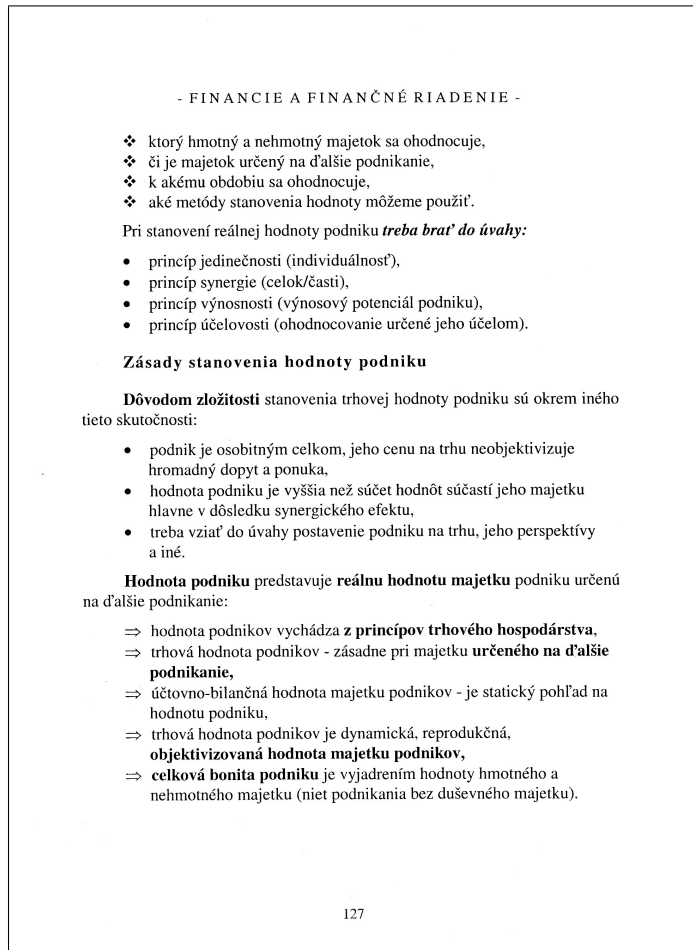 - FINANCIE A FINANČNÉ RIADENIE -
❖ ktorý hmotný a nehmotný majetok sa ohodnocuje,
❖ či je majetok určený na ďalšie podnikanie,
❖ k akému obdobiu sa ohodnocuje,
❖ aké metódy stanovenia hodnoty môžeme použiť.
Pri stanovení reálnej hodnoty podniku treba brať do úvahy:
• princíp jedinečnosti (individuálnosť),
• princíp synergie (celok/časti),
• princíp výnosnosti (výnosový potenciál podniku),
• princíp účelovosti (ohodnocovanie určené jeho účelom).
Zásady stanovenia hodnoty podniku
Dôvodom zložitosti stanovenia trhovej hodnoty podniku sú okrem iného
tieto skutočnosti:
• podnik je osobitným celkom, jeho cenu na trhu neobjektivizuje
hromadný dopyt a ponuka,
• hodnota podniku je vyššia než súčet hodnôt súčastí jeho majetku
hlavne v dôsledku synergického efektu,
• treba vziať do úvahy postavenie podniku na trhu, jeho perspektívy
a iné.
Hodnota podniku predstavuje reálnu hodnotu majetku podniku určenú
na ďalšie podnikanie:
⇒ hodnota podnikov vychádza z princípov trhového hospodárstva,
⇒ trhová hodnota podnikov - zásadne pri majetku určeného na ďalšie
podnikanie,
⇒ účtovno-bilančná hodnota majetku podnikov - je statický pohľad na
hodnotu podniku,
⇒ trhová hodnota podnikov je dynamická, reprodukčná,
objektivizovaná hodnota majetku podnikov,
⇒ celková bonita podniku je vyjadrením hodnoty hmotného a
nehmotného majetku (niet podnikania bez duševného majetku).
127